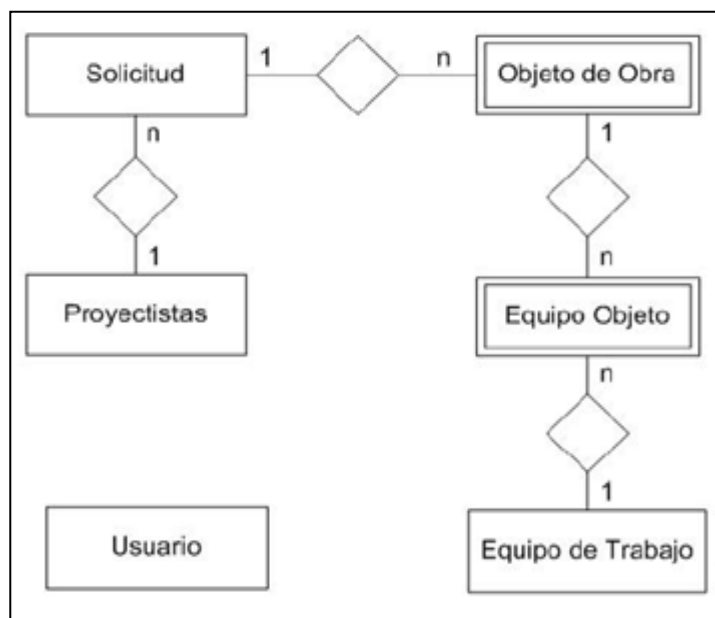 Solicitud
1
n
Objeto de Obra
n
1
1
n
Proyectistas
Equipo Objeto
n
1
Usuario
Equipo de Trabajo